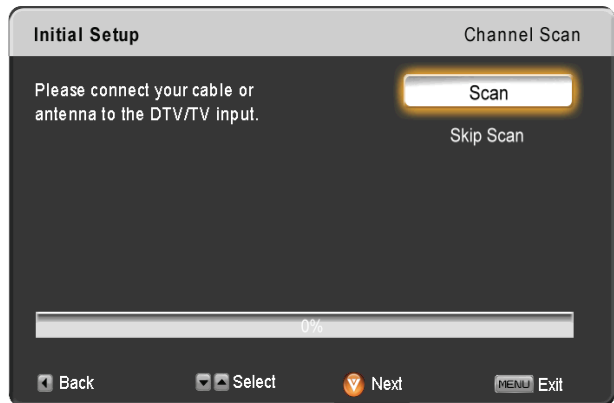 Initial Setup Channel Scan
Please connect your cable or
antenna to the DTV/TV input.
Scan
Skip Scan
0%
Back Select V Next MENU Exit